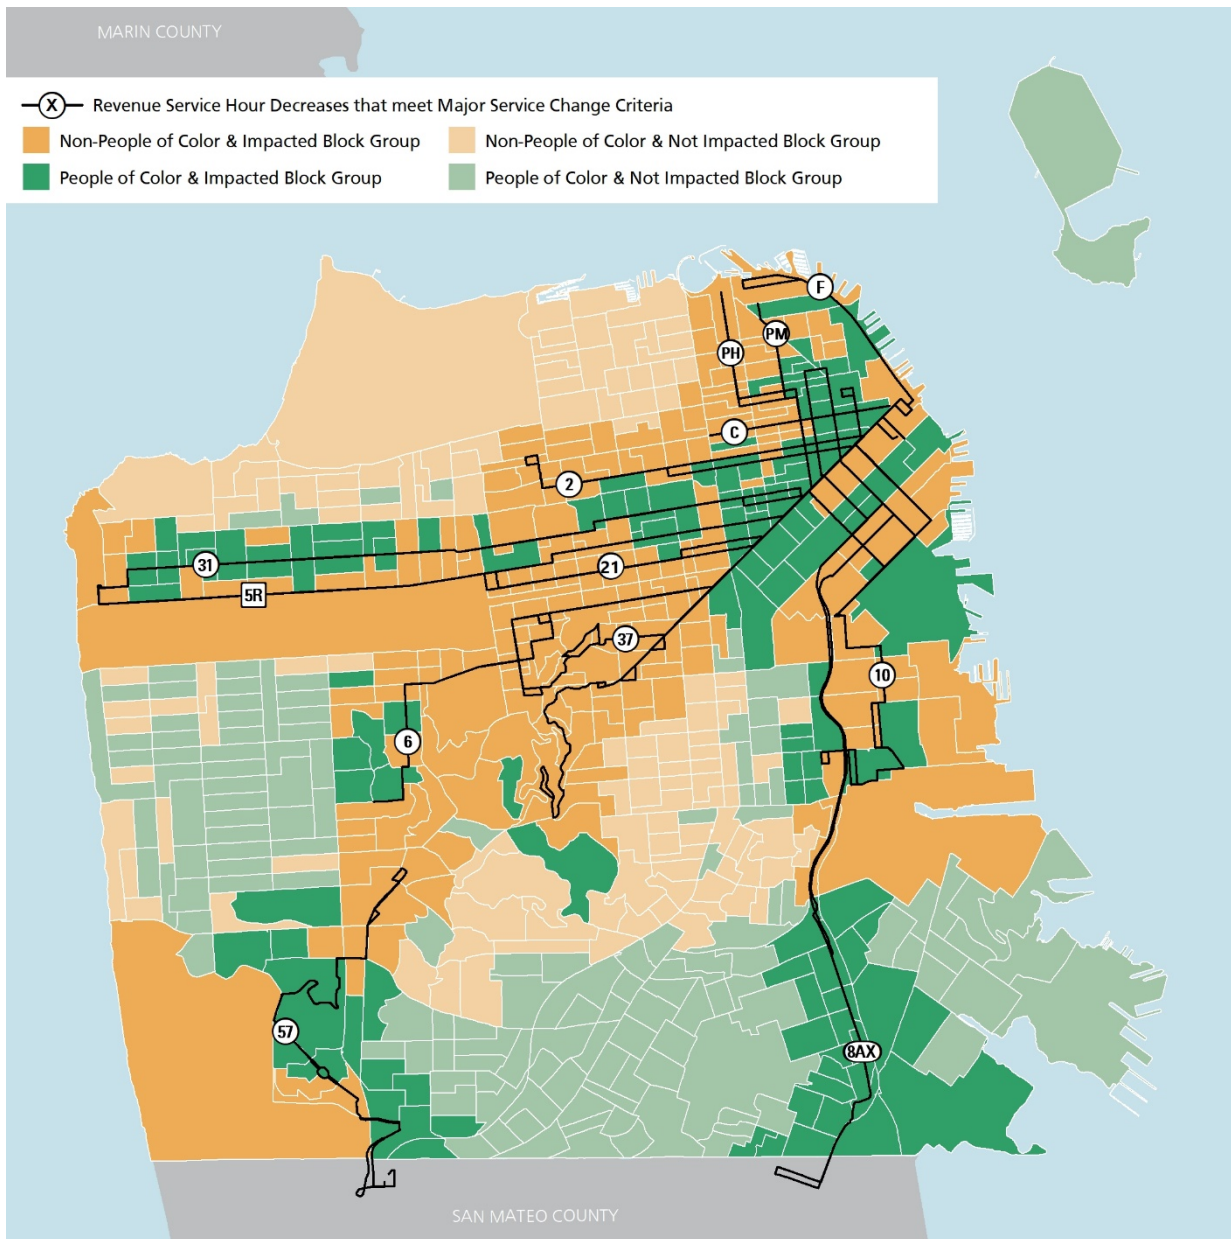 MARIN COUNTY
X Revenue Service Hour Decreases that meet Major Service Change Criteria
Non-People of Color & Impacted Block Group
Non-People of Color & Not Impacted Block Group
People of Color & Impacted Block Group
People of Color & Not Impacted Block Group
F
PM
PH
C
2
31
21
5R
37
10
6
57
8AX
SAN MATEO COUNTY